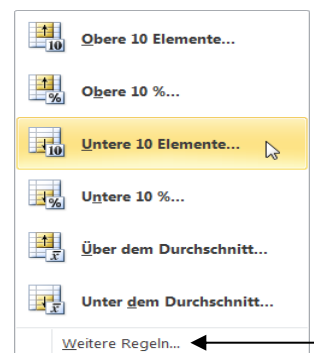 Obere 10 Elemente...
Obere 10 %...
Untere 10 Elemente...
Untere 10 %...
Über dem Durchschnitt...
Unter dem Durchschnitt...
Weitere Regeln...